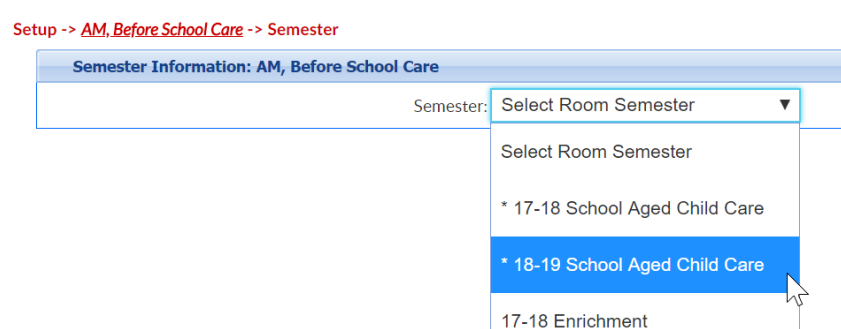 Setup -> AM, Before School Care -> Semester
Semester Information: AM, Before School Care
Semester: Select Room Semester ▼
Select Room Semester
* 17-18 School Aged Child Care
* 18-19 School Aged Child Care
17-18 Enrichment